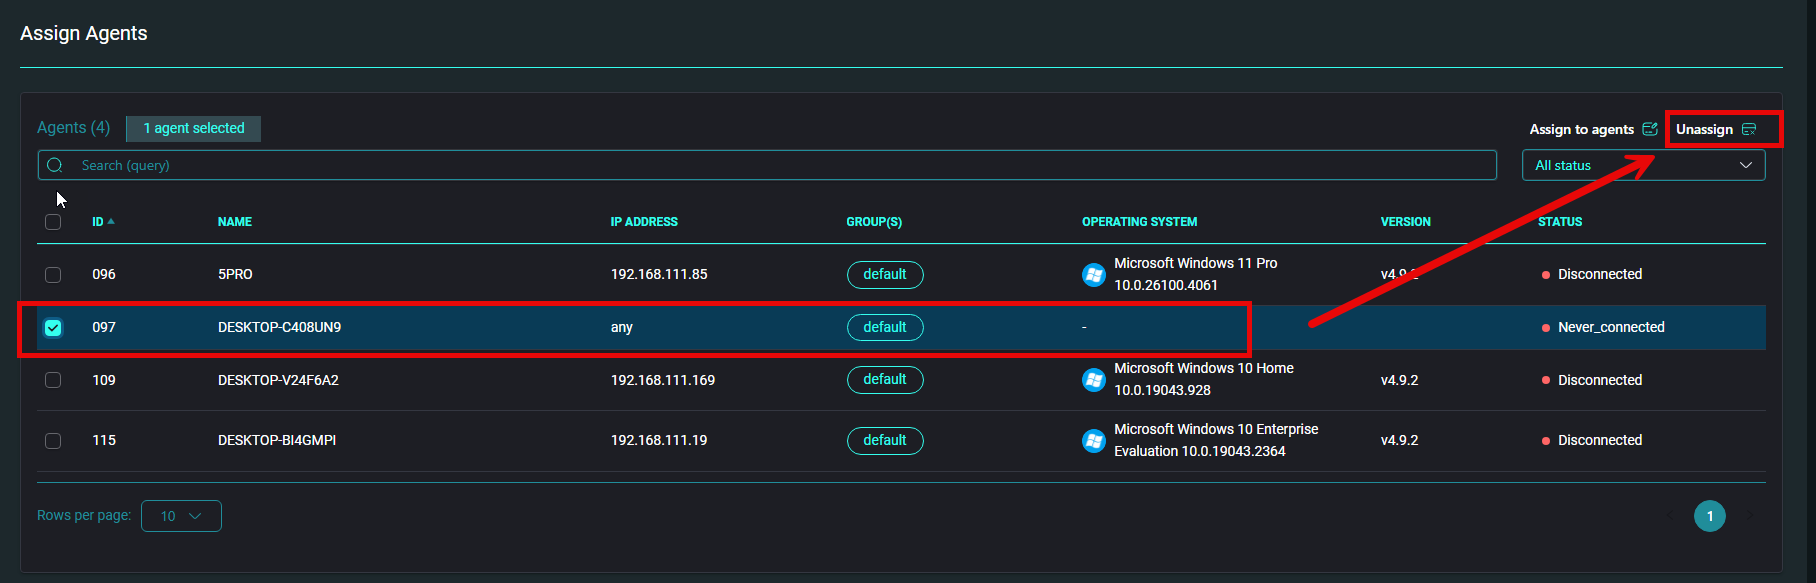 Assign Agents
Agents (4) 1 agent selected Assign to agents Unassign
Search (query) All status
ID NAME IP ADDRESS GROUP(S) OPERATING SYSTEM VERSION STATUS
096 5PRO 192.168.111.85 default Microsoft Windows 11 Pro v4.9.2 Disconnected
10.0.26100.4061
097 DESKTOP-C408UN9 any default - Never_connected
109 DESKTOP-V24F6A2 192.168.111.169 default Microsoft Windows 10 Home v4.9.2 Disconnected
10.0.19043.928
115 DESKTOP-BI4GMPI 192.168.111.19 default Microsoft Windows 10 Enterprise v4.9.2 Disconnected
Evaluation 10.0.19043.2364
Rows per page: 10 1